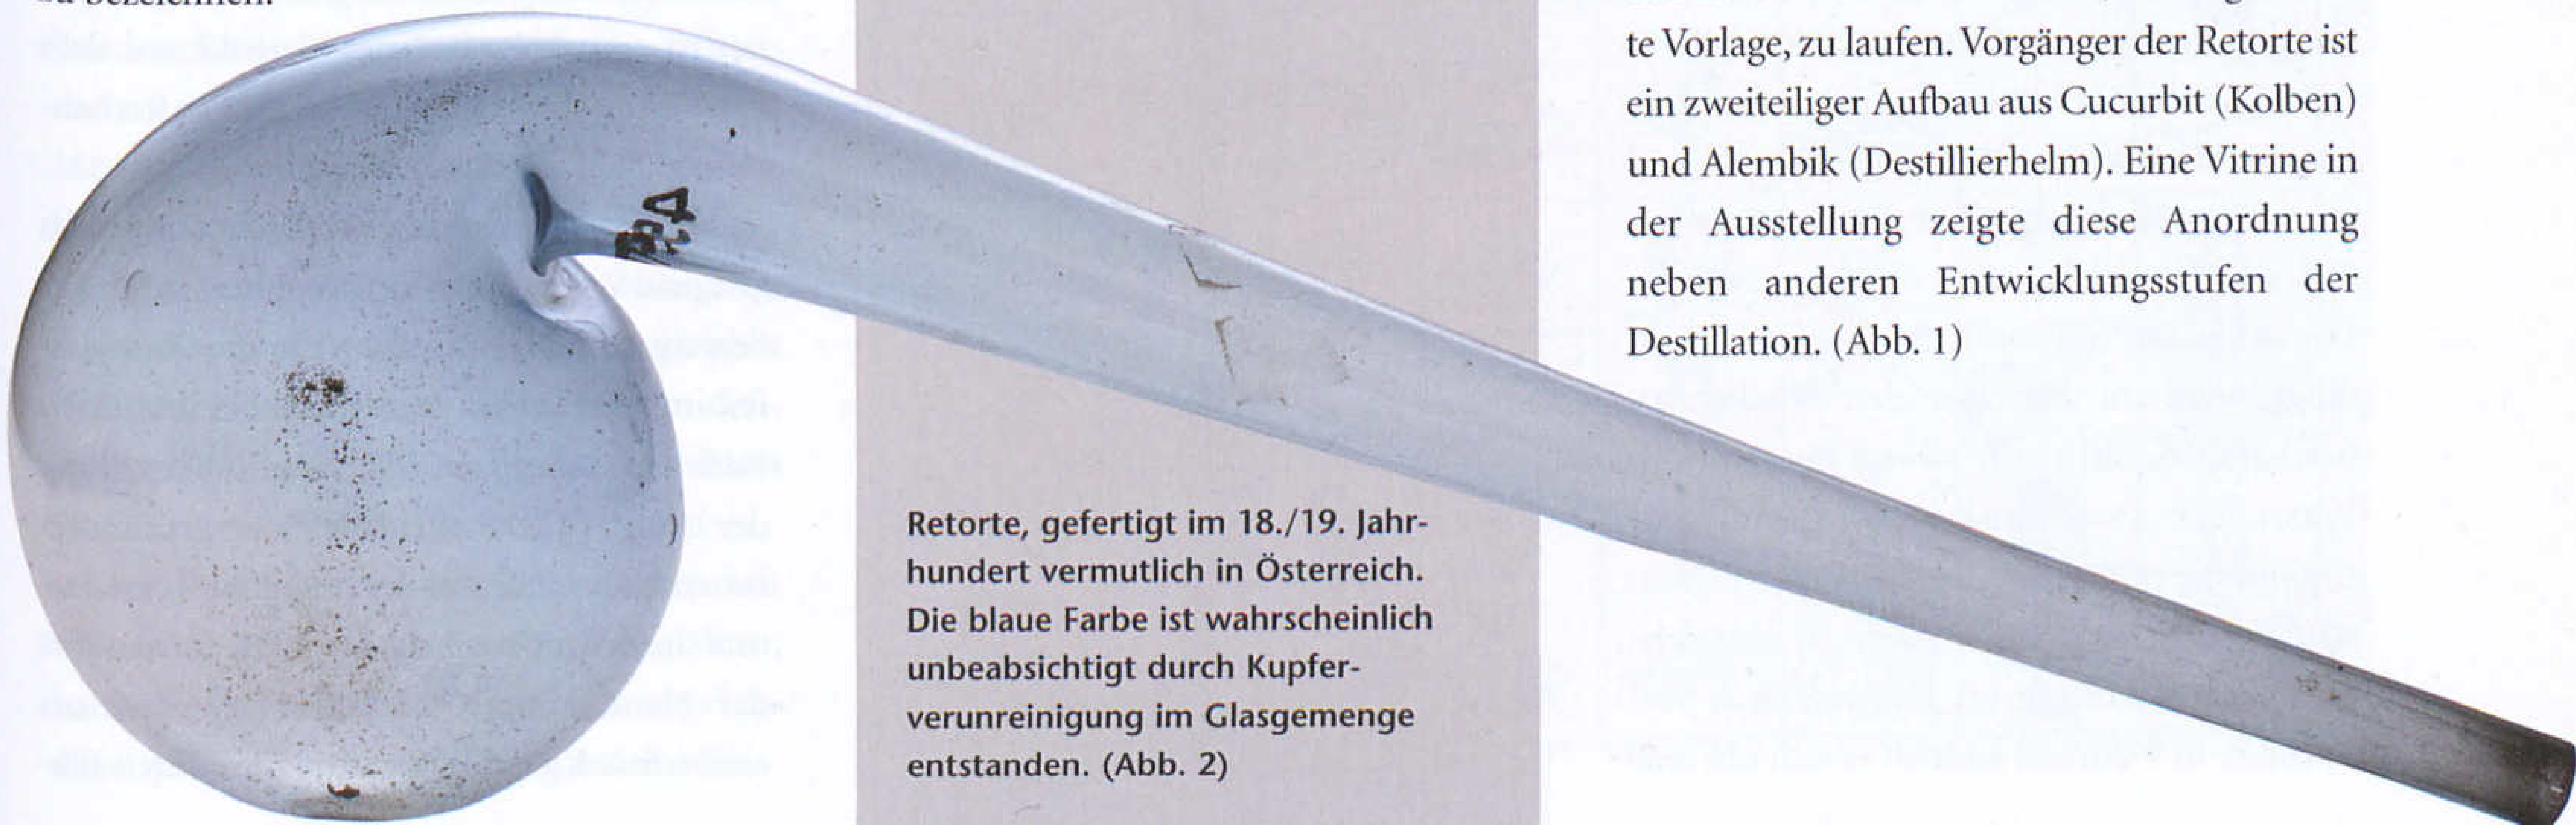 zu bezeichnen.
te Vorlage, zu laufen. Vorgänger der Retorte ist
ein zweiteiliger Aufbau aus Cucurbit (Kolben)
und Alembik (Destillierhelm). Eine Vitrine in
der Ausstellung zeigte diese Anordnung
neben anderen Entwicklungsstufen der
Destillation. (Abb. 1)
Retorte, gefertigt im 18./19. Jahr-
hundert vermutlich in Österreich.
Die blaue Farbe ist wahrscheinlich
unbeabsichtigt durch Kupfer-
verunreinigung im Glasgemenge
entstanden. (Abb. 2)